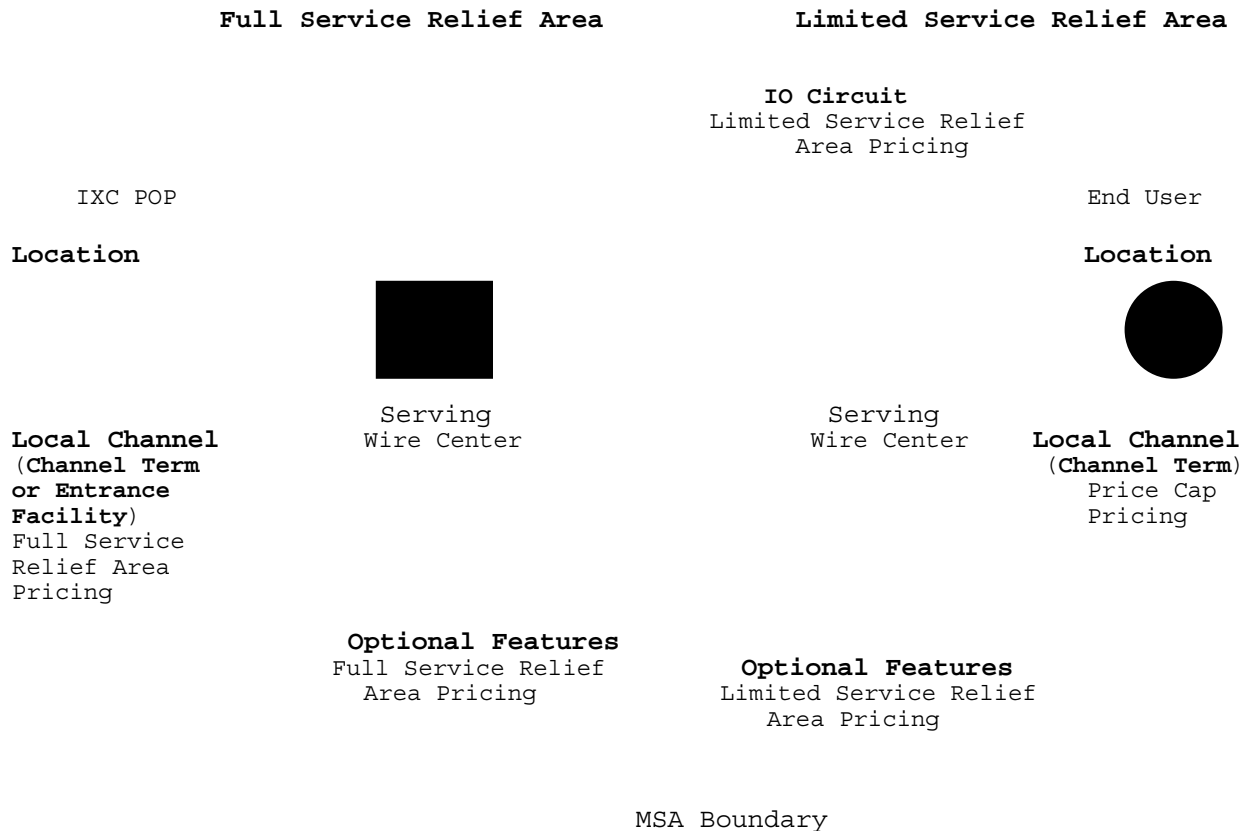 Full Service Relief Area
Limited Service Relief Area
IO Circuit
Limited Service Relief
Area Pricing
IXC POP
End User
Location
Location
Serving
Wire Center
Serving
Wire Center
Local Channel
(Channel Term
or Entrance
Facility)
Full Service
Relief Area
Pricing
Local Channel
(Channel Term)
Price Cap
Pricing
Optional Features
Full Service Relief
Area Pricing
Optional Features
Limited Service Relief
Area Pricing
MSA Boundary